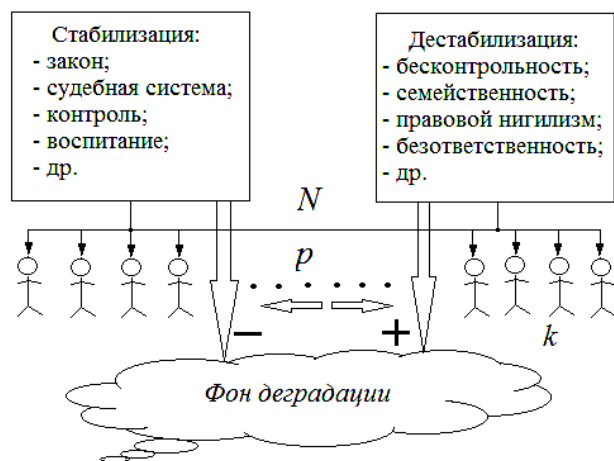 Стабилизация:
- закон;
- судебная система;
- контроль;
- воспитание;
- др.
Дестабилизация:
- бесконтрольность;
- семейственность;
- правовой нигилизм;
- безответственность;
- др.
N
p
− +
k
Фон деградации